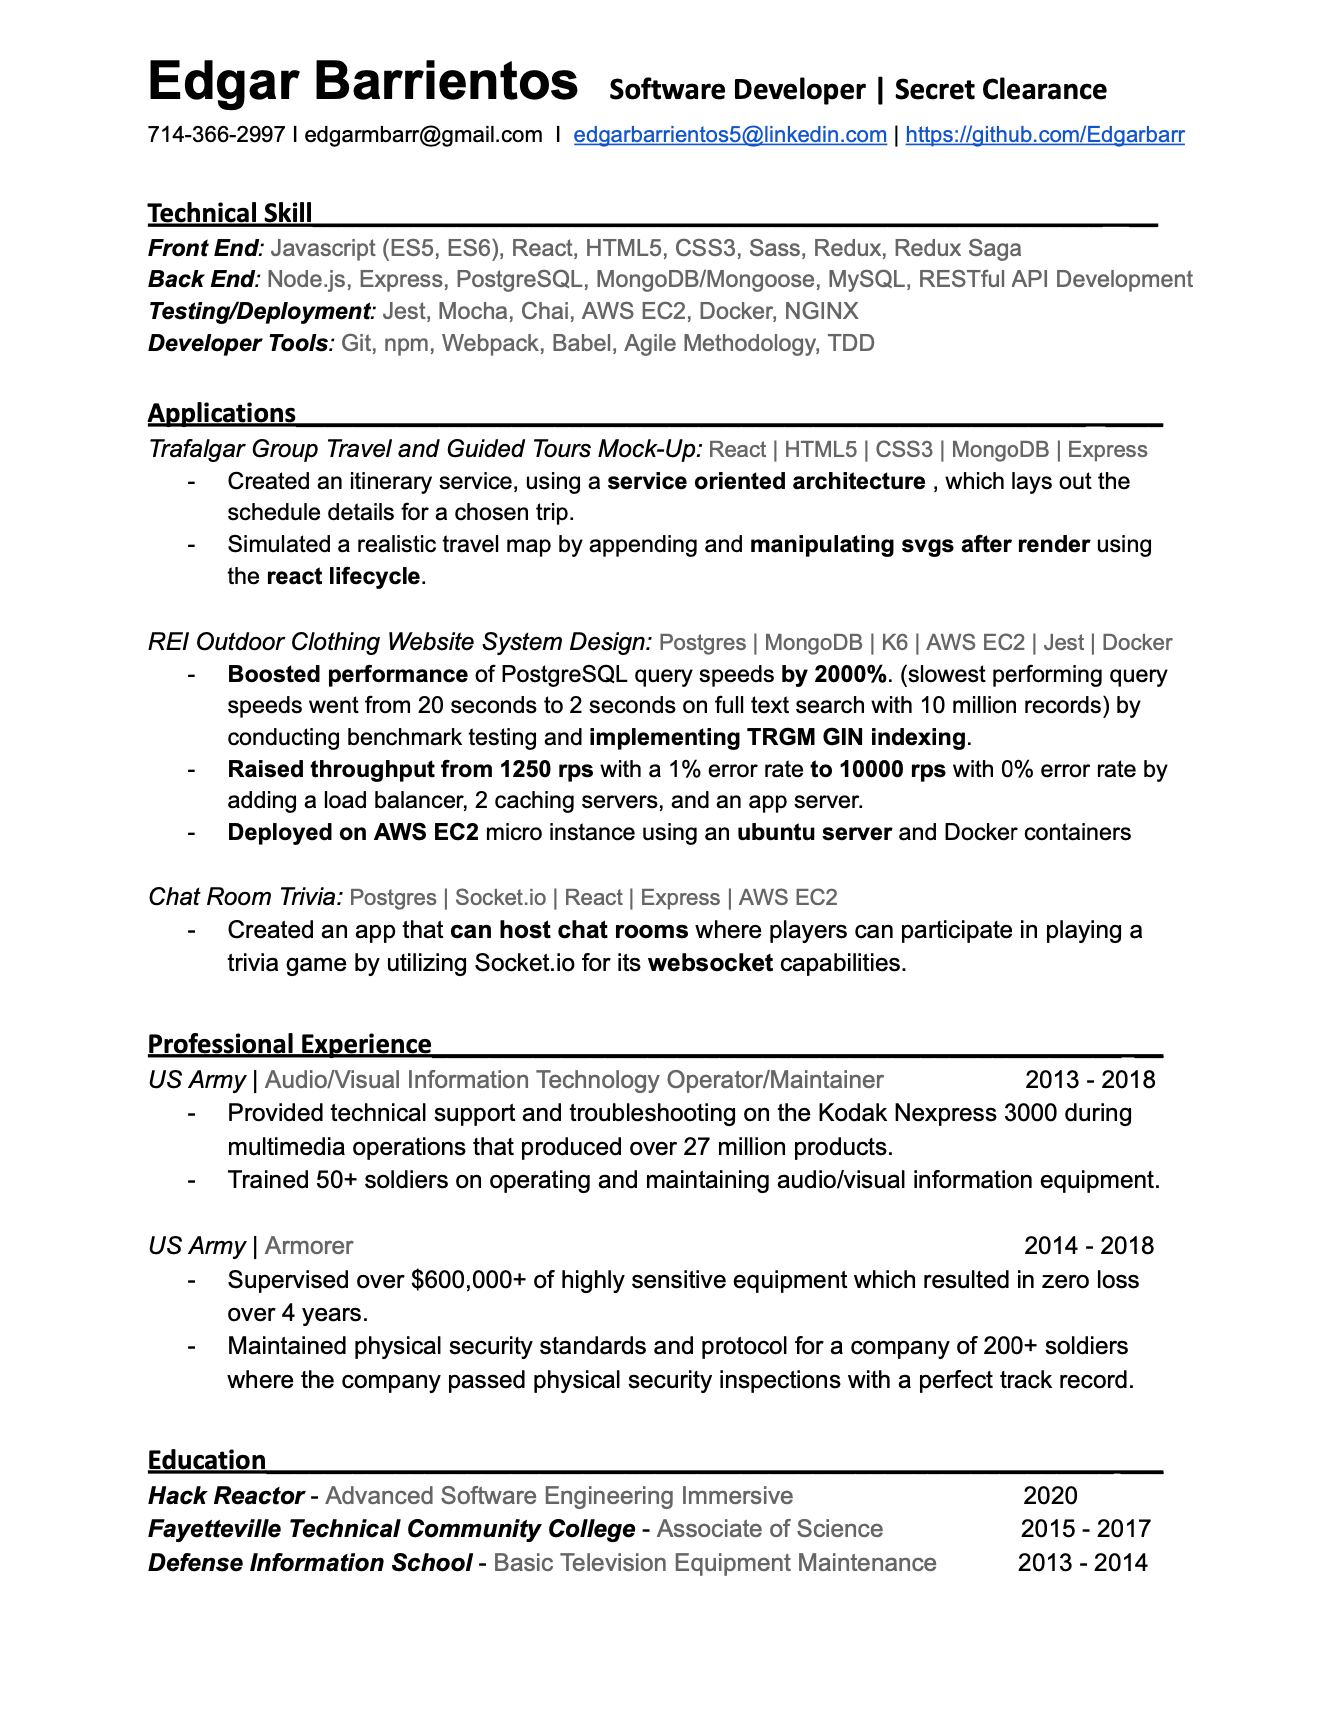 Edgar Barrientos Software Developer | Secret Clearance
714-366-2997 I edgarmbarr@gmail.com I edgarbarrientos5@linkedin.com | https://github.com/Edgarbarr
Technical Skill
Front End: Javascript (ES5, ES6), React, HTML5, CSS3, Sass, Redux, Redux Saga
Back End: Node.js, Express, PostgreSQL, MongoDB/Mongoose, MySQL, RESTful API Development
Testing/Deployment: Jest, Mocha, Chai, AWS EC2, Docker, NGINX
Developer Tools: Git, npm, Webpack, Babel, Agile Methodology, TDD
Applications
Trafalgar Group Travel and Guided Tours Mock-Up: React | HTML5 | CSS3 | MongoDB | Express
- Created an itinerary service, using a service oriented architecture , which lays out the
schedule details for a chosen trip.
- Simulated a realistic travel map by appending and manipulating svgs after render using
the react lifecycle.
REI Outdoor Clothing Website System Design: Postgres | MongoDB | K6 | AWS EC2 | Jest | Docker
- Boosted performance of PostgreSQL query speeds by 2000%. (slowest performing query
speeds went from 20 seconds to 2 seconds on full text search with 10 million records) by
conducting benchmark testing and implementing TRGM GIN indexing.
- Raised throughput from 1250 rps with a 1% error rate to 10000 rps with 0% error rate by
adding a load balancer, 2 caching servers, and an app server.
- Deployed on AWS EC2 micro instance using an ubuntu server and Docker containers
Chat Room Trivia: Postgres | Socket.io | React | Express | AWS EC2
- Created an app that can host chat rooms where players can participate in playing a
trivia game by utilizing Socket.io for its websocket capabilities.
Professional Experience
US Army | Audio/Visual Information Technology Operator/Maintainer 2013 - 2018
- Provided technical support and troubleshooting on the Kodak Nexpress 3000 during
multimedia operations that produced over 27 million products.
- Trained 50+ soldiers on operating and maintaining audio/visual information equipment.
US Army | Armorer 2014 - 2018
- Supervised over $600,000+ of highly sensitive equipment which resulted in zero loss
over 4 years.
- Maintained physical security standards and protocol for a company of 200+ soldiers
where the company passed physical security inspections with a perfect track record.
Education
Hack Reactor - Advanced Software Engineering Immersive 2020
Fayetteville Technical Community College - Associate of Science 2015 - 2017
Defense Information School - Basic Television Equipment Maintenance 2013 - 2014